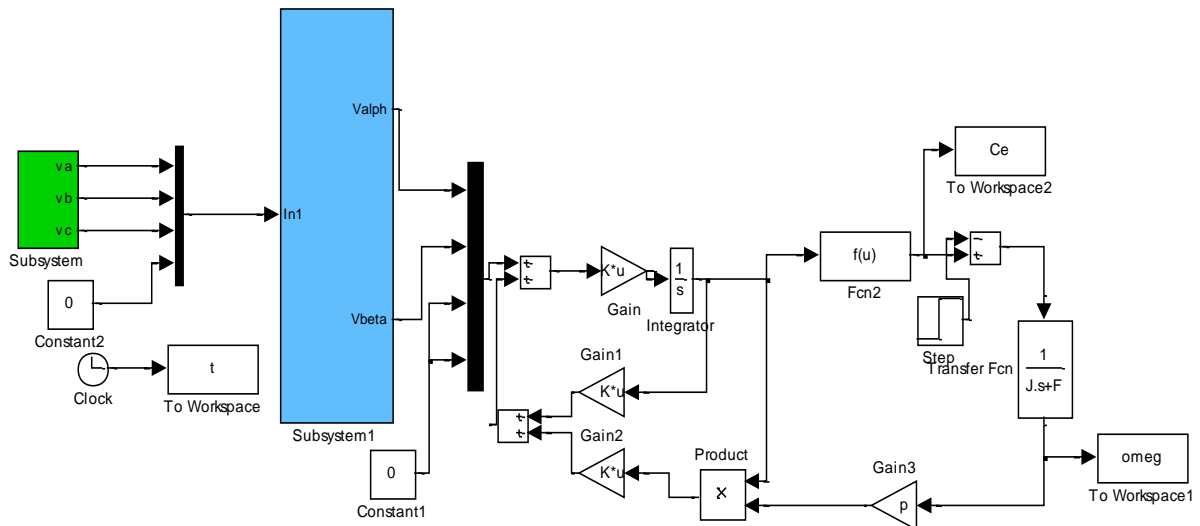 va
vb
vc
Subsystem
0
Constant2
Clock
t
To Workspace
Valph
In1
Vbeta
Subsystem1
0
Constant1
+
+
K*u
Gain
1
s
Integrator
Gain1
K*u
+
+
Gain2
K*u
Product
X
Gain3
p
f(u)
Fcn2
Ce
To Workspace2
−
+
Step
Transfer Fcn
1
J.s+F
omeg
To Workspace1